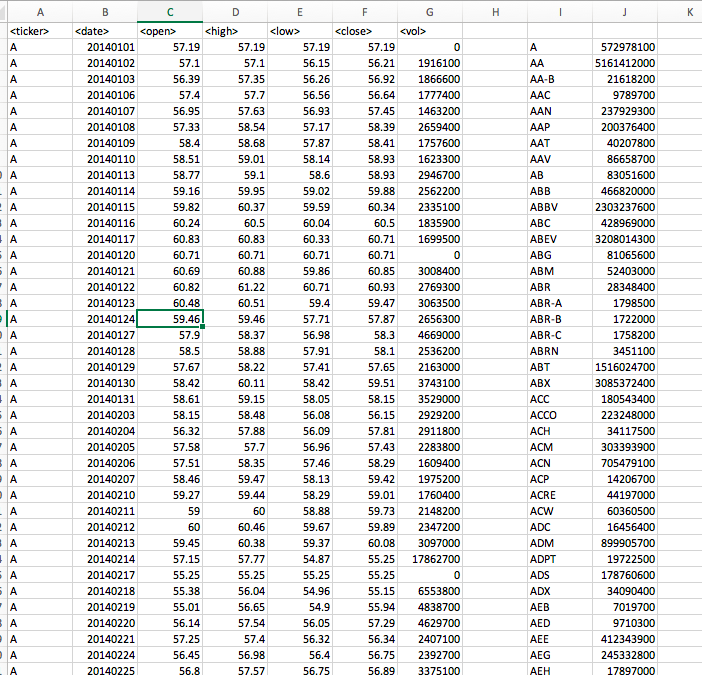 A B C D E F G H I J K
<ticker> <date> <open> <high> <low> <close> <vol>
A 20140101 57.19 57.19 57.19 57.19 0 A 572978100
A 20140102 57.1 57.1 56.15 56.21 1916100 AA 5161412000
A 20140103 56.39 57.35 56.26 56.92 1866600 AA-B 21618200
A 20140106 57.4 57.7 56.56 56.64 1777400 AAC 9789700
A 20140107 56.95 57.63 56.93 57.45 1463200 AAN 237929300
A 20140108 57.33 58.54 57.17 58.39 2659400 AAP 200376400
A 20140109 58.4 58.68 57.87 58.41 1757600 AAT 40207800
A 20140110 58.51 59.01 58.14 58.93 1623300 AAV 86658700
A 20140113 58.77 59.1 58.6 58.93 2946700 AB 83051600
A 20140114 59.16 59.95 59.02 59.88 2562200 ABB 466820000
A 20140115 59.82 60.37 59.59 60.34 2335100 ABBV 2303237600
A 20140116 60.24 60.5 60.04 60.5 1835900 ABC 428969000
A 20140117 60.83 60.83 60.33 60.71 1699500 ABEV 3208014300
A 20140120 60.71 60.71 60.71 60.71 0 ABG 81065600
A 20140121 60.69 60.88 59.86 60.85 3008400 ABM 52403000
A 20140122 60.82 61.22 60.71 60.93 2769300 ABR 28348400
A 20140123 60.48 60.51 59.4 59.47 3063500 ABR-A 1798500
A 20140124 59.46 59.46 57.71 57.87 2656300 ABR-B 1722000
A 20140127 57.9 58.37 56.98 58.3 4669000 ABR-C 1758200
A 20140128 58.5 58.88 57.91 58.1 2536200 ABRN 3451100
A 20140129 57.67 58.22 57.41 57.65 2163000 ABT 1516024700
A 20140130 58.42 60.11 58.42 59.51 3743100 ABX 3085372400
A 20140131 58.61 59.15 58.05 58.15 3529000 ACC 180543400
A 20140203 58.15 58.48 56.08 56.15 2929200 ACCO 223248000
A 20140204 56.32 57.88 56.09 57.81 2911800 ACH 34117500
A 20140205 57.58 57.7 56.96 57.43 2283800 ACM 303393900
A 20140206 57.51 58.35 57.46 58.29 1609400 ACN 705479100
A 20140207 58.46 59.47 58.13 59.42 1975200 ACP 14206700
A 20140210 59.27 59.44 58.29 59.01 1760400 ACRE 44197000
A 20140211 59 60 58.88 59.73 2148200 ACW 60360500
A 20140212 60 60.46 59.67 59.89 2347200 ADC 16456400
A 20140213 59.45 60.38 59.37 60.08 3097000 ADM 899905700
A 20140214 57.15 57.77 54.87 55.25 17862700 ADPT 19722500
A 20140217 55.25 55.25 55.25 55.25 0 ADS 178760600
A 20140218 55.38 56.04 54.96 55.15 6553800 ADX 34090400
A 20140219 55.01 56.65 54.9 55.94 4838700 AEB 7019700
A 20140220 56.14 57.54 56.05 57.29 4629700 AED 9710300
A 20140221 57.25 57.4 56.32 56.34 2407100 AEE 412343900
A 20140224 56.45 56.98 56.4 56.75 2392700 AEG 245332800
A 20140225 56.8 57.57 56.75 56.89 3375100 AEH 17897000